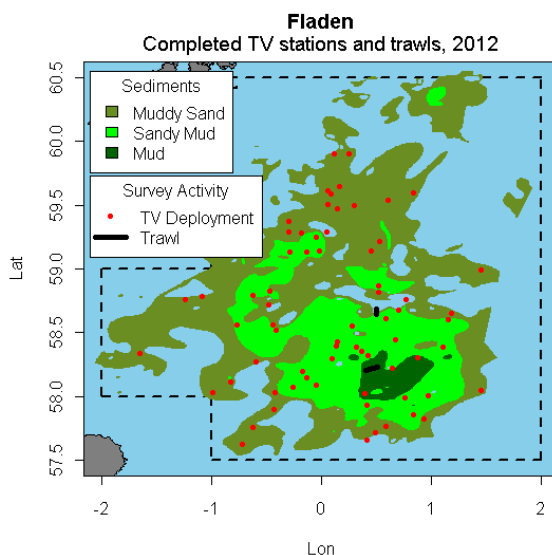 Fladen
Completed TV stations and trawls, 2012
Sediments
Muddy Sand
Sandy Mud
Mud
Survey Activity
TV Deployment
Trawl
Lat
60.5
60.0
59.5
59.0
58.5
58.0
57.5
-2 -1 0 1 2
Lon